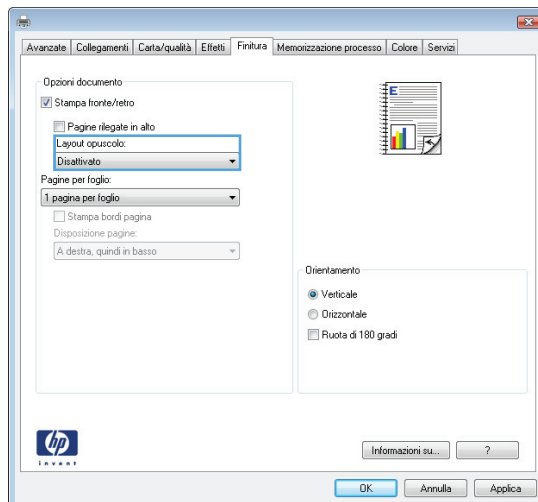 Avanzate Collegamenti Carta/qualità Effetti Finitura Memorizzazione processo Colore Servizi
Opzioni documento
Stampa fronte/retro
Pagine rilegate in alto
Layout opuscolo:
Disattivato
Pagine per foglio:
1 pagina per foglio
Stampa bordi pagina
Disposizione pagine:
A destra, quindi in basso
E
Orientamento
Verticale
Orizzontale
Ruota di 180 gradi
hp
invent
Informazioni su... ?
OK Annulla Applica